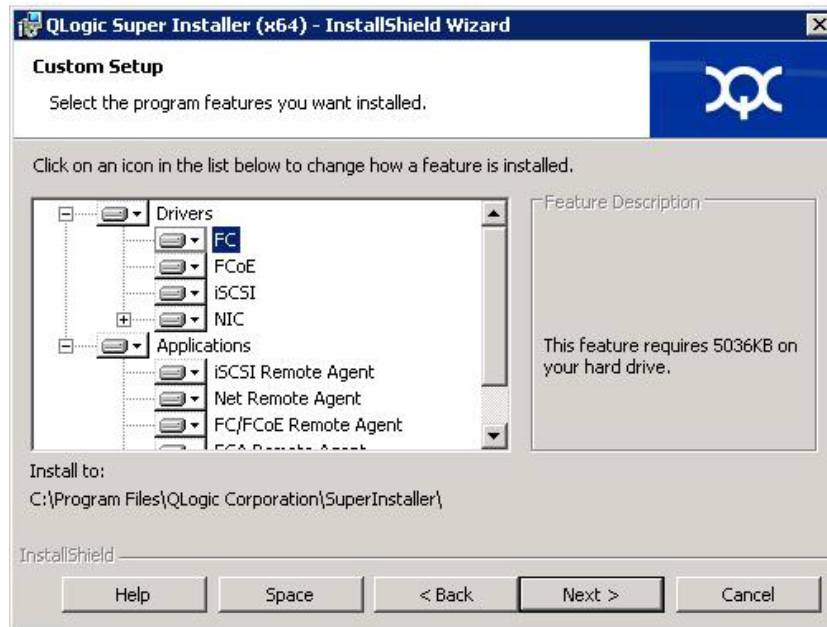 QLogic Super Installer (x64) - InstallShield Wizard
Custom Setup
Select the program features you want installed.
Click on an icon in the list below to change how a feature is installed.
Drivers
FC
FCoE
iSCSI
NIC
Applications
iSCSI Remote Agent
Net Remote Agent
FC/FCoE Remote Agent
Feature Description
This feature requires 5036KB on
your hard drive.
Install to:
C:\Program Files\QLogic Corporation\SuperInstaller\
InstallShield
Help
Space
< Back
Next >
Cancel